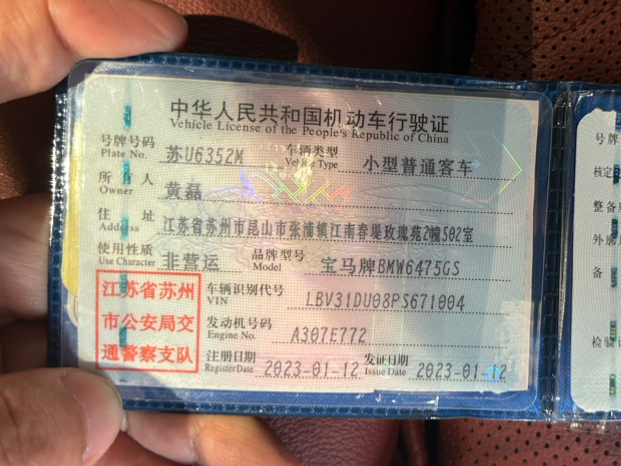 中华人民共和国机动车行驶证
Vehicle License of the People's Republic of China
号牌号码 苏U6352M 车辆类型 小型普通客车
Plate No. Vehicle Type
所有人 黄磊
Owner
住址 江苏省苏州市昆山市张浦镇江南春堤玫瑰苑2幢502室
Address
使用性质 非营运 品牌型号 宝马牌BMW6475GS
Use Character Model
江苏省苏州
市公安局交
通警察支队
车辆识别代号 LBV31DU08PS671004
VIN
发动机号码 A307E772
Engine No.
注册日期 2023-01-12 发证日期 2023-01-12
Register Date Issue Date
号牌
核定
整备
外廓
备
检验